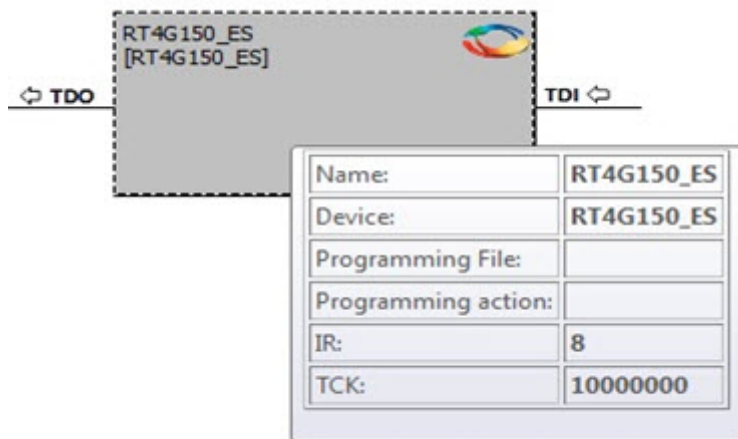 RT4G150_ES
[RT4G150_ES]
⇦ TDO
TDI ⇦
Name: RT4G150_ES
Device: RT4G150_ES
Programming File:
Programming action:
IR: 8
TCK: 10000000